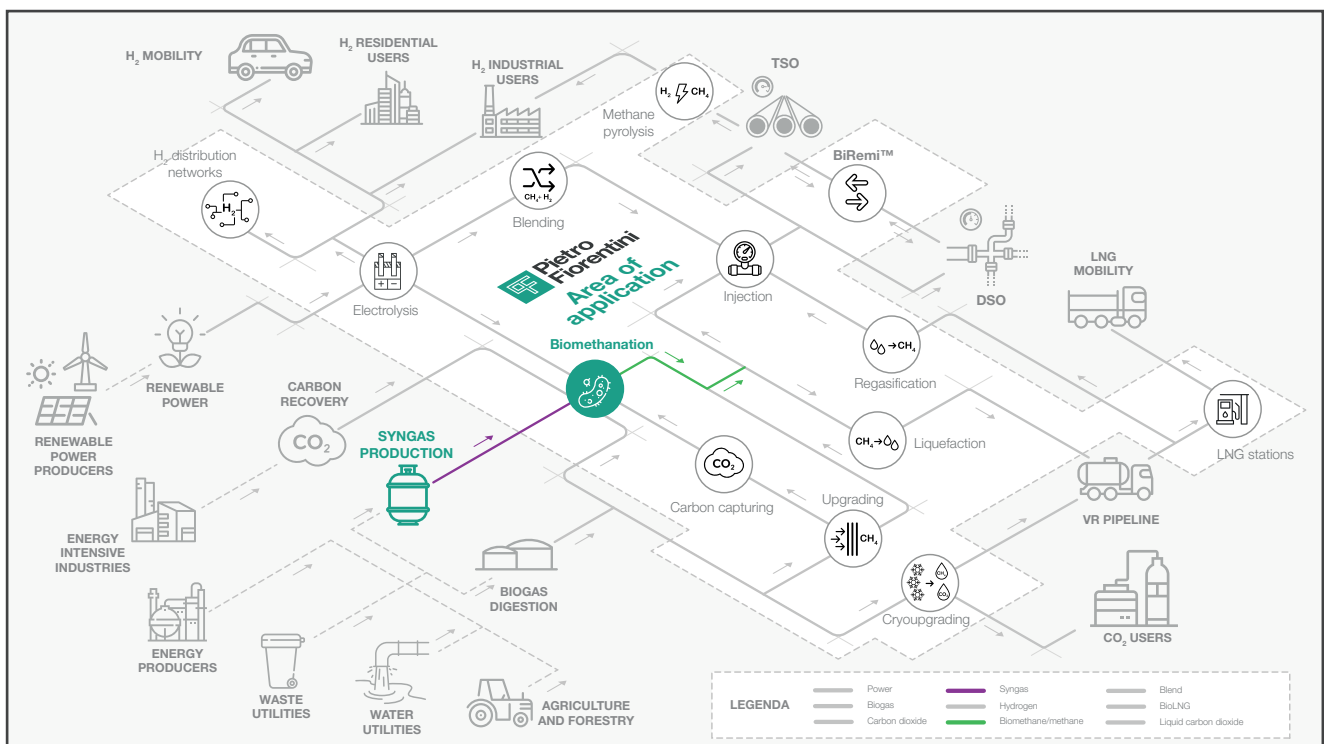 H₂ MOBILITY
H₂ RESIDENTIAL
USERS
H₂ INDUSTRIAL
USERS
H₂ ⚡ CH₄
Methane
pyrolysis
TSO
BiRemi™
H₂ distribution
networks
H₂
CH₄+ H₂
Blending
Pietro
Fiorentini
Area of
application
Injection
DSO
LNG
MOBILITY
Electrolysis
Biomethanation
→ CH₄
Regasification
RENEWABLE
POWER
RENEWABLE
POWER
PRODUCERS
CARBON
RECOVERY
CO₂
SYNGAS
PRODUCTION
CH₄ →
Liquefaction
LNG stations
CO₂
Carbon capturing
Upgrading
CH₄
VR PIPELINE
ENERGY
INTENSIVE
INDUSTRIES
BIOGAS
DIGESTION
CH₄
CO₂
Cryoupgrading
CO₂ USERS
ENERGY
PRODUCERS
WASTE
UTILITIES
WATER
UTILITIES
AGRICULTURE
AND FORESTRY
LEGENDA
Power
Syngas
Blend
Biogas
Hydrogen
BioLNG
Carbon dioxide
Biomethane/methane
Liquid carbon dioxide